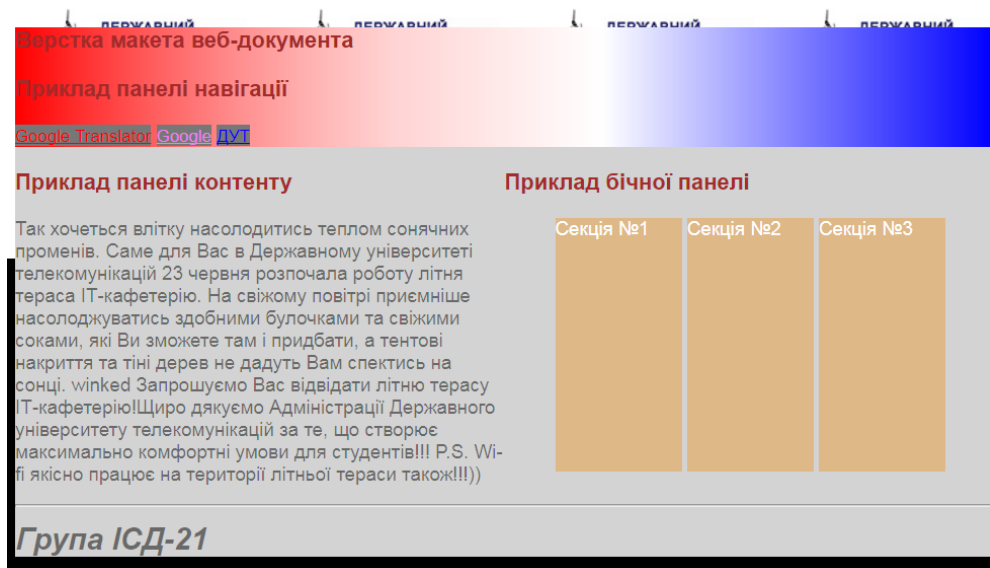 ДЕРЖАВНИЙ ДЕРЖАВНИЙ ДЕРЖАВНИЙ ДЕРЖАВНИЙ
Верстка макета веб-документа
Приклад панелі навігації
Google Translator Google ДУТ
Приклад панелі контенту
Так хочеться влітку насолодитись теплом сонячних
променів. Саме для Вас в Державному університеті
телекомунікацій 23 червня розпочала роботу літня
тераса ІТ-кафетерію. На свіжому повітрі приємніше
насолоджуватись здобними булочками та свіжими
соками, які Ви зможете там і придбати, а тентові
накриття та тіні дерев не дадуть Вам спектись на
сонці. winked Запрошуємо Вас відвідати літню терасу
ІТ-кафетерію!Щиро дякуємо Адміністрації Державного
університету телекомунікацій за те, що створює
максимально комфортні умови для студентів!!! P.S. Wi-
fi якісно працює на території літньої тераси також!!!))
Приклад бічної панелі
Секція №1 Секція №2 Секція №3
Група ІСД-21